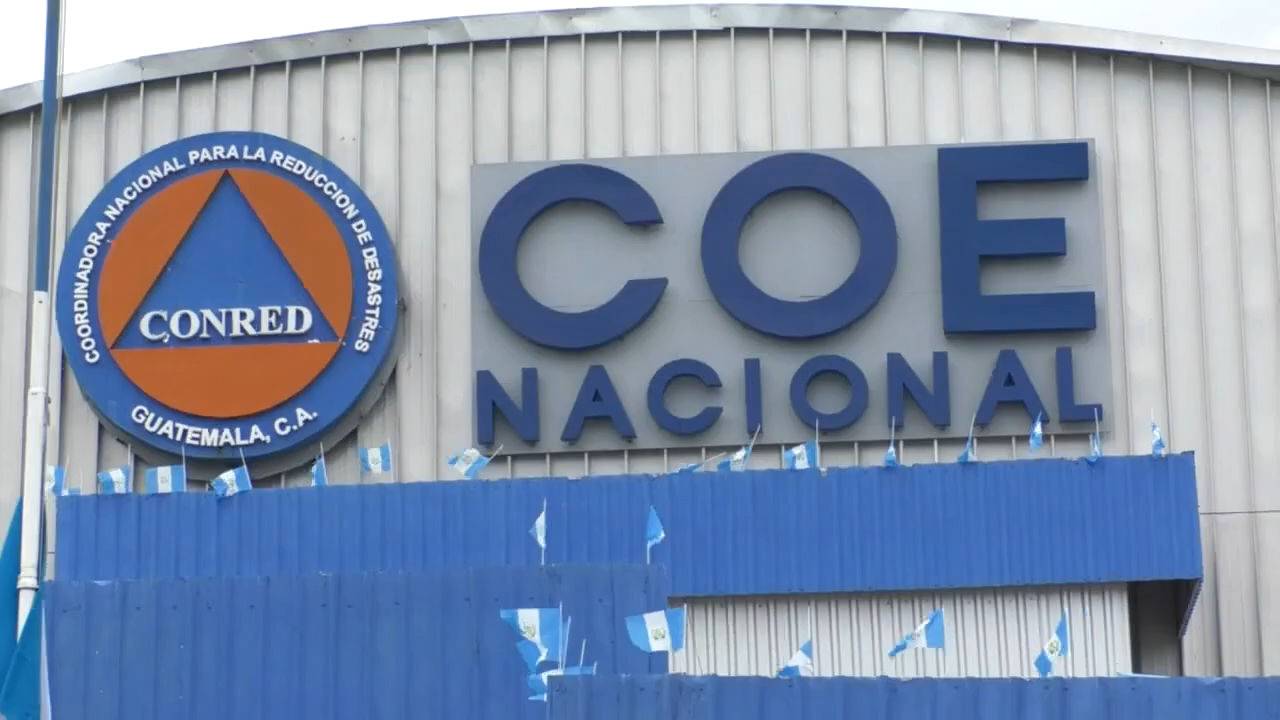 COORDINADORA NACIONAL PARA LA REDUCCION DE DESASTRES
CONRED
GUATEMALA, C.A.
COE
NACIONAL